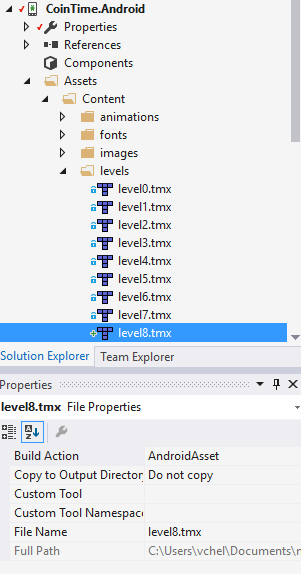 CoinTime.Android
Properties
References
Components
Assets
Content
animations
fonts
images
levels
level0.tmx
level1.tmx
level2.tmx
level3.tmx
level4.tmx
level5.tmx
level6.tmx
level7.tmx
level8.tmx
Solution Explorer Team Explorer
Properties
level8.tmx File Properties
Build Action AndroidAsset
Copy to Output Director Do not copy
Custom Tool
Custom Tool Namespace
File Name level8.tmx
Full Path C:\Users\vchel\Documents\